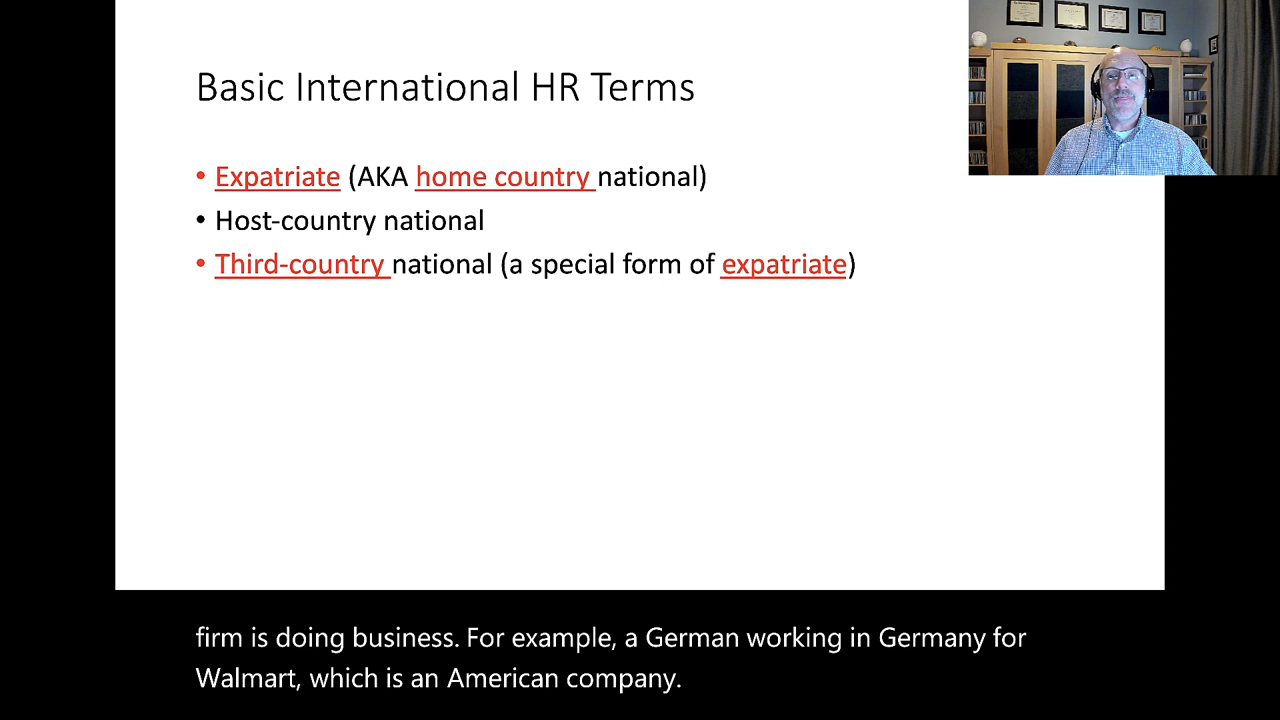 Basic International HR Terms
• Expatriate (AKA home country national)
• Host-country national
• Third-country national (a special form of expatriate)
firm is doing business. For example, a German working in Germany for
Walmart, which is an American company.